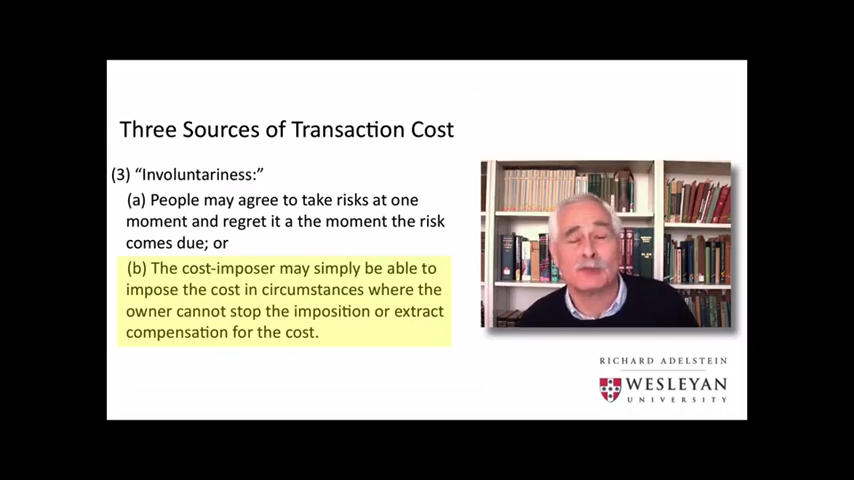 Three Sources of Transaction Cost
(3) “Involuntariness:”
(a) People may agree to take risks at one
moment and regret it a the moment the risk
comes due; or
(b) The cost-imposer may simply be able to
impose the cost in circumstances where the
owner cannot stop the imposition or extract
compensation for the cost.
RICHARD ADELSTEIN
WESLEYAN
UNIVERSITY